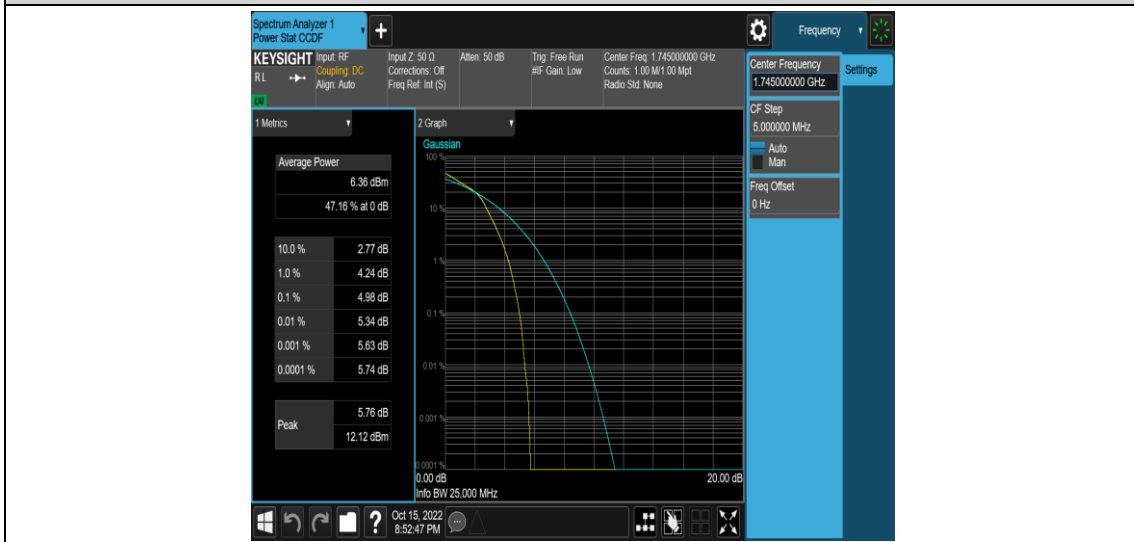 Spectrum Analyzer 1
Power Stat CCDF
+
Frequency
KEYSIGHT
Input: RF
Coupling: DC
Align: Auto
RL
LXI
Input Z: 50 Ω
Corrections: Off
Freq Ref: Int (S)
Atten: 50 dB
Trig: Free Run
#IF Gain: Low
Center Freq: 1.745000000 GHz
Counts: 1.00 M/1.00 Mpt
Radio Std: None
Center Frequency
1.745000000 GHz
Settings
CF Step
5.000000 MHz
Auto
Man
Freq Offset
0 Hz
1 Metrics
Average Power
6.36 dBm
47.16 % at 0 dB
10.0 % 2.77 dB
1.0 % 4.24 dB
0.1 % 4.98 dB
0.01 % 5.34 dB
0.001 % 5.63 dB
0.0001 % 5.74 dB
Peak
5.76 dB
12.12 dBm
2 Graph
Gaussian
100 %
10 %
1 %
0.1 %
0.01 %
0.001 %
0.0001 %
0.00 dB 20.00 dB
Info BW 25.000 MHz
?
Oct 15, 2022
8:52:47 PM